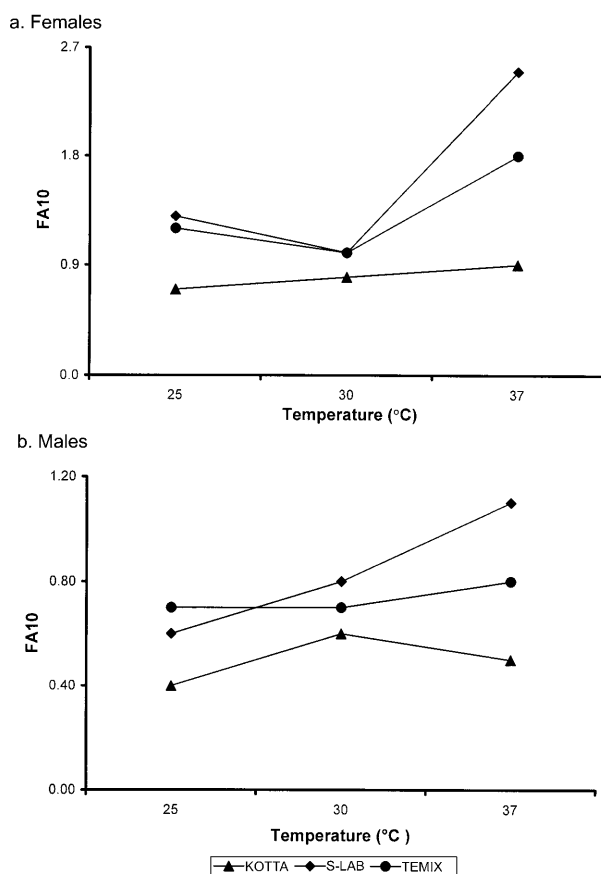 a. Females
2.7
1.8
0.9
0.0
FA10
25 30 37
Temperature (°C)
b. Males
1.20
0.80
0.40
0.00
FA10
25 30 37
Temperature (°C )
KOTTA S-LAB TEMIX